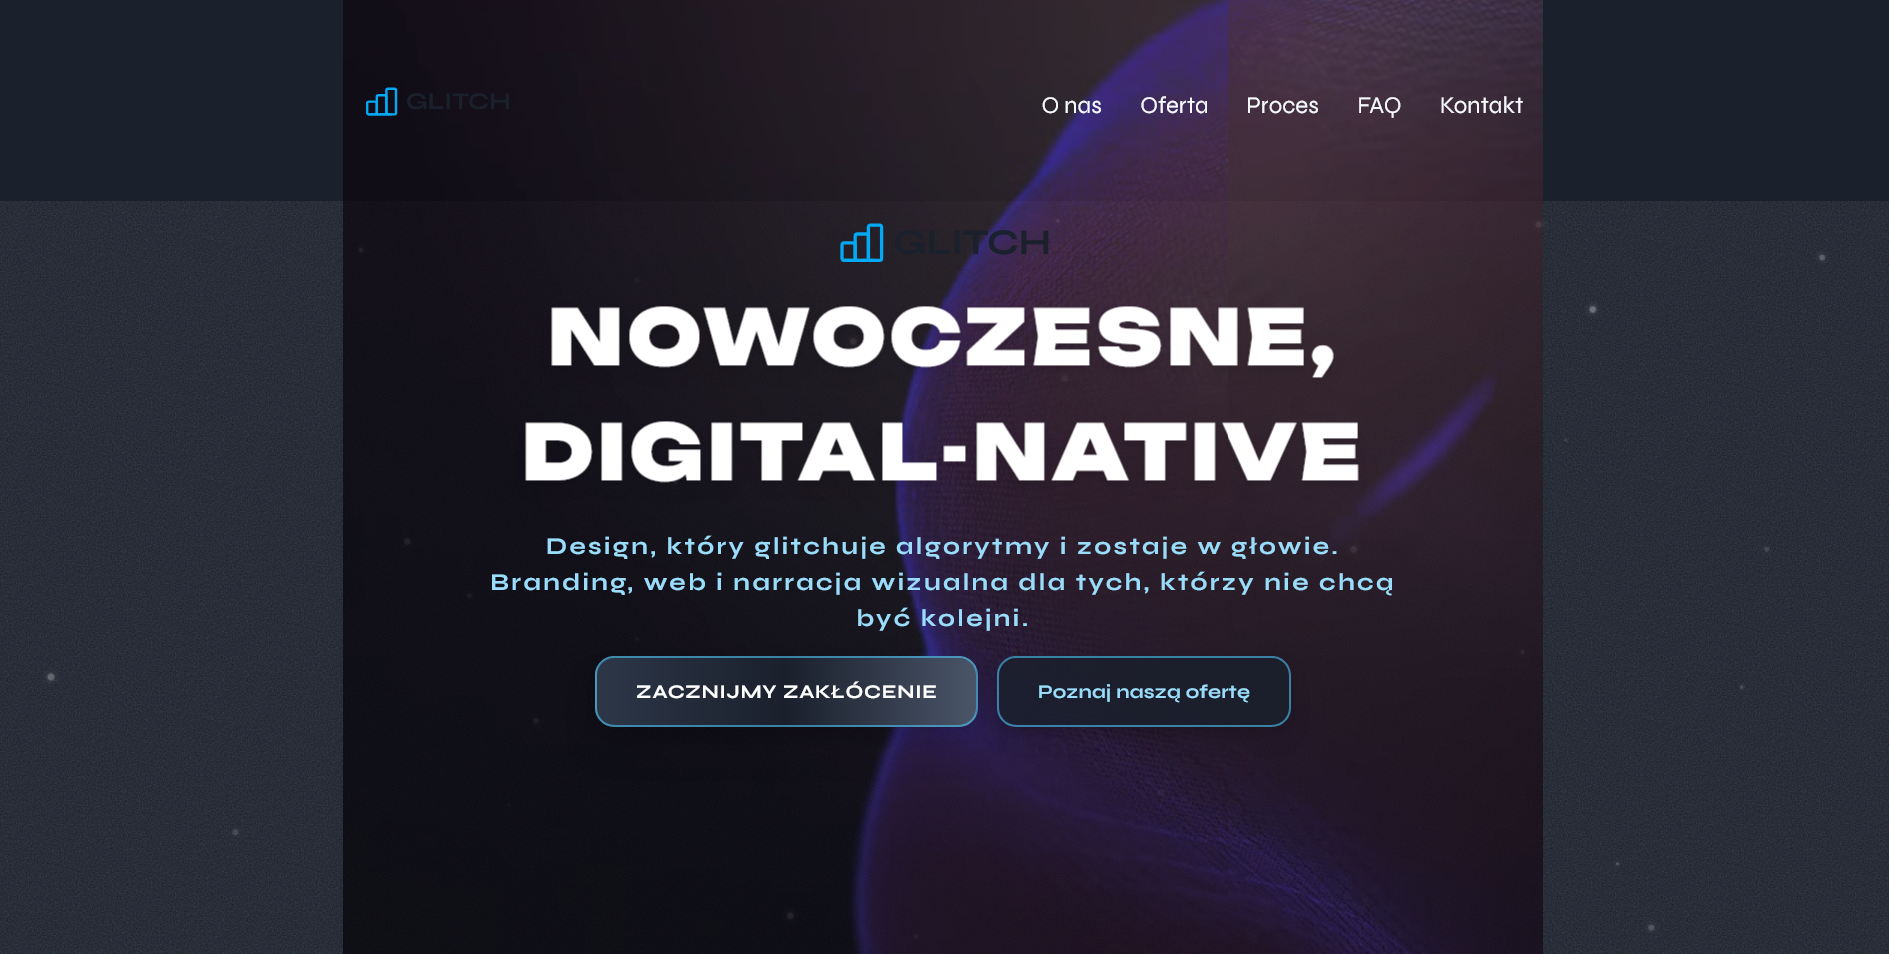 GLITCH
O nas Oferta Proces FAQ Kontakt
GLITCH
NOWOCZESNE,
DIGITAL-NATIVE
Design, który glitchuje algorytmy i zostaje w głowie.
Branding, web i narracja wizualna dla tych, którzy nie chcą
być kolejni.
ZACZNIJMY ZAKŁÓCENIE
Poznaj naszą ofertę